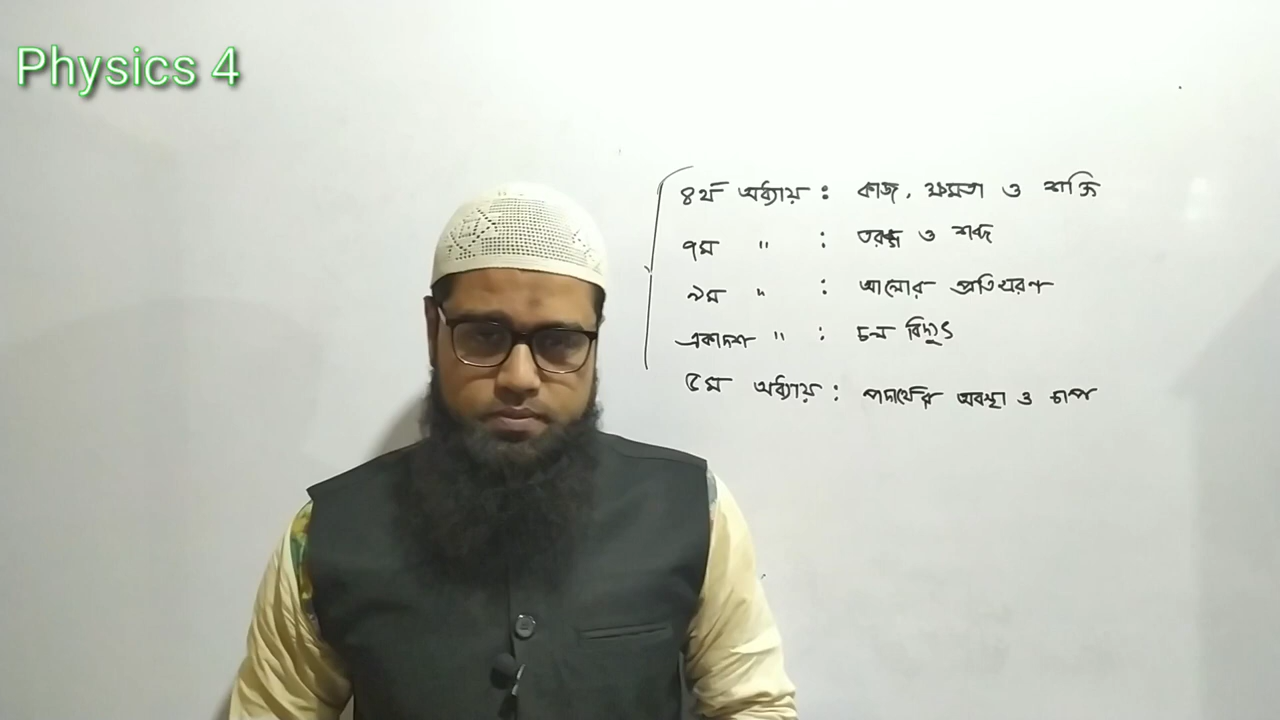 Physics 4
৪র্থ অধ্যায় : কাজ, ক্ষমতা ও শক্তি
৭ম " : তরঙ্গ ও শব্দ
৯ম " : আলোর প্রতিসরণ
একাদশ " : চল বিদ্যুৎ
৫ম অধ্যায় : পদার্থের অবস্থা ও চাপ